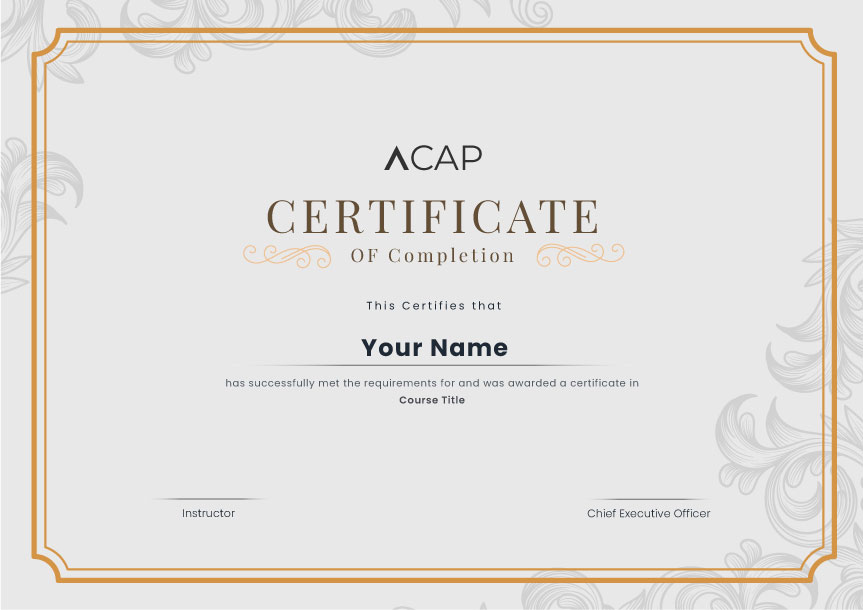 ACAP
CERTIFICATE
OF Completion
This Certifies that
Your Name
has successfully met the requirements for and was awarded a certificate in
Course Title
Instructor
Chief Executive Officer